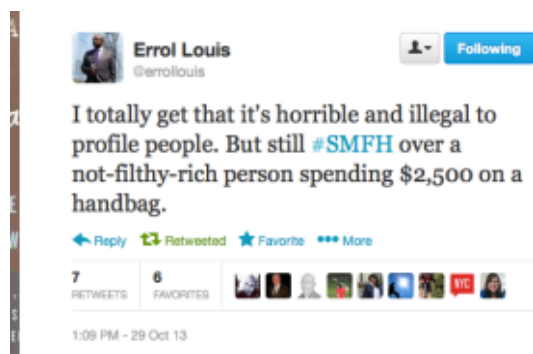 Errol Louis
@errollouis
Following
I totally get that it's horrible and illegal to
profile people. But still #SMFH over a
not-filthy-rich person spending $2,500 on a
handbag.
Reply Retweeted Favorite More
7 6
RETWEETS FAVORITES
NYC
1:09 PM - 29 Oct 13